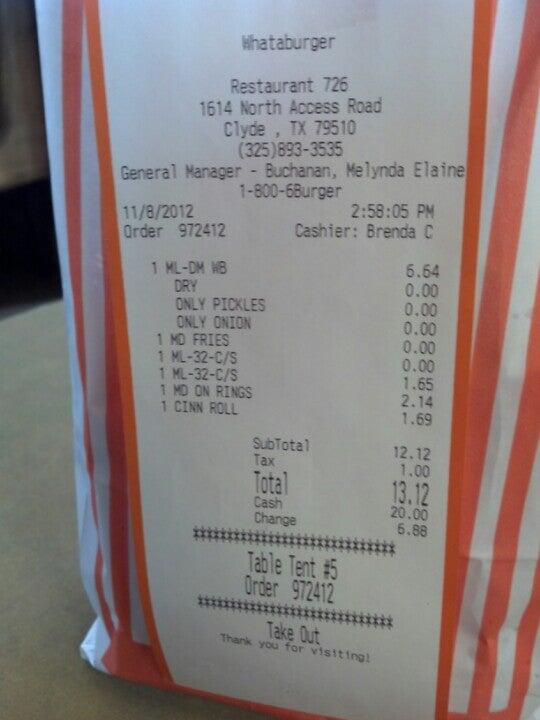 Whataburger
Restaurant 726
1614 North Access Road
Clyde , TX 79510
(325)893-3535
General Manager - Buchanan, Melynda Elaine
1-800-6Burger
11/8/2012 2:58:05 PM
Order 972412 Cashier: Brenda C
1 ML-DM WB 6.64
DRY 0.00
ONLY PICKLES 0.00
ONLY ONION 0.00
1 MD FRIES 0.00
1 ML-32-C/S 0.00
1 ML-32-C/S 1.65
1 MD ON RINGS 2.14
1 CINN ROLL 1.69
SubTotal 12.12
Tax 1.00
Total 13.12
Cash 20.00
Change 6.88
******************************
Table Tent #5
Order 972412
******************************
Take Out
Thank you for visiting!